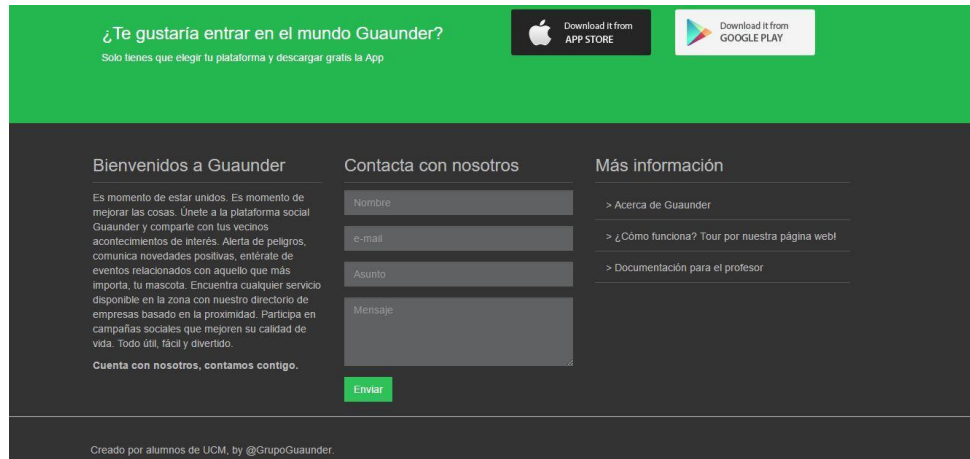 ¿Te gustaría entrar en el mundo Guaunder?
Solo tienes que elegir tu plataforma y descargar gratis la App
Download it from
APP STORE
Download it from
GOOGLE PLAY
Bienvenidos a Guaunder
Es momento de estar unidos. Es momento de
mejorar las cosas. Únete a la plataforma social
Guaunder y comparte con tus vecinos
acontecimientos de interés. Alerta de peligros,
comunica novedades positivas, entérate de
eventos relacionados con aquello que más
importa, tu mascota. Encuentra cualquier servicio
disponible en la zona con nuestro directorio de
empresas basado en la proximidad. Participa en
campañas sociales que mejoren su calidad de
vida. Todo útil, fácil y divertido.
Cuenta con nosotros, contamos contigo.
Contacta con nosotros
Nombre
e-mail
Asunto
Mensaje
Enviar
Más información
> Acerca de Guaunder
> ¿Cómo funciona? Tour por nuestra página web!
> Documentación para el profesor
Creado por alumnos de UCM, by @GrupoGuaunder.